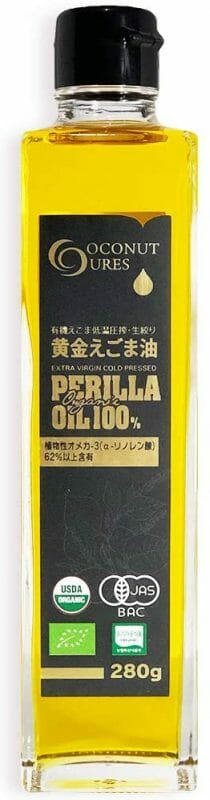 COCONUT
CURES
有機えごま低温圧搾・生絞り
黄金えごま油
EXTRA VIRGIN COLD PRESSED
PERILLA
Organic
OIL100%
植物性オメガ-3(α-リノレン酸)
62%以上含有
USDA
ORGANIC
JAS
BAC
280g